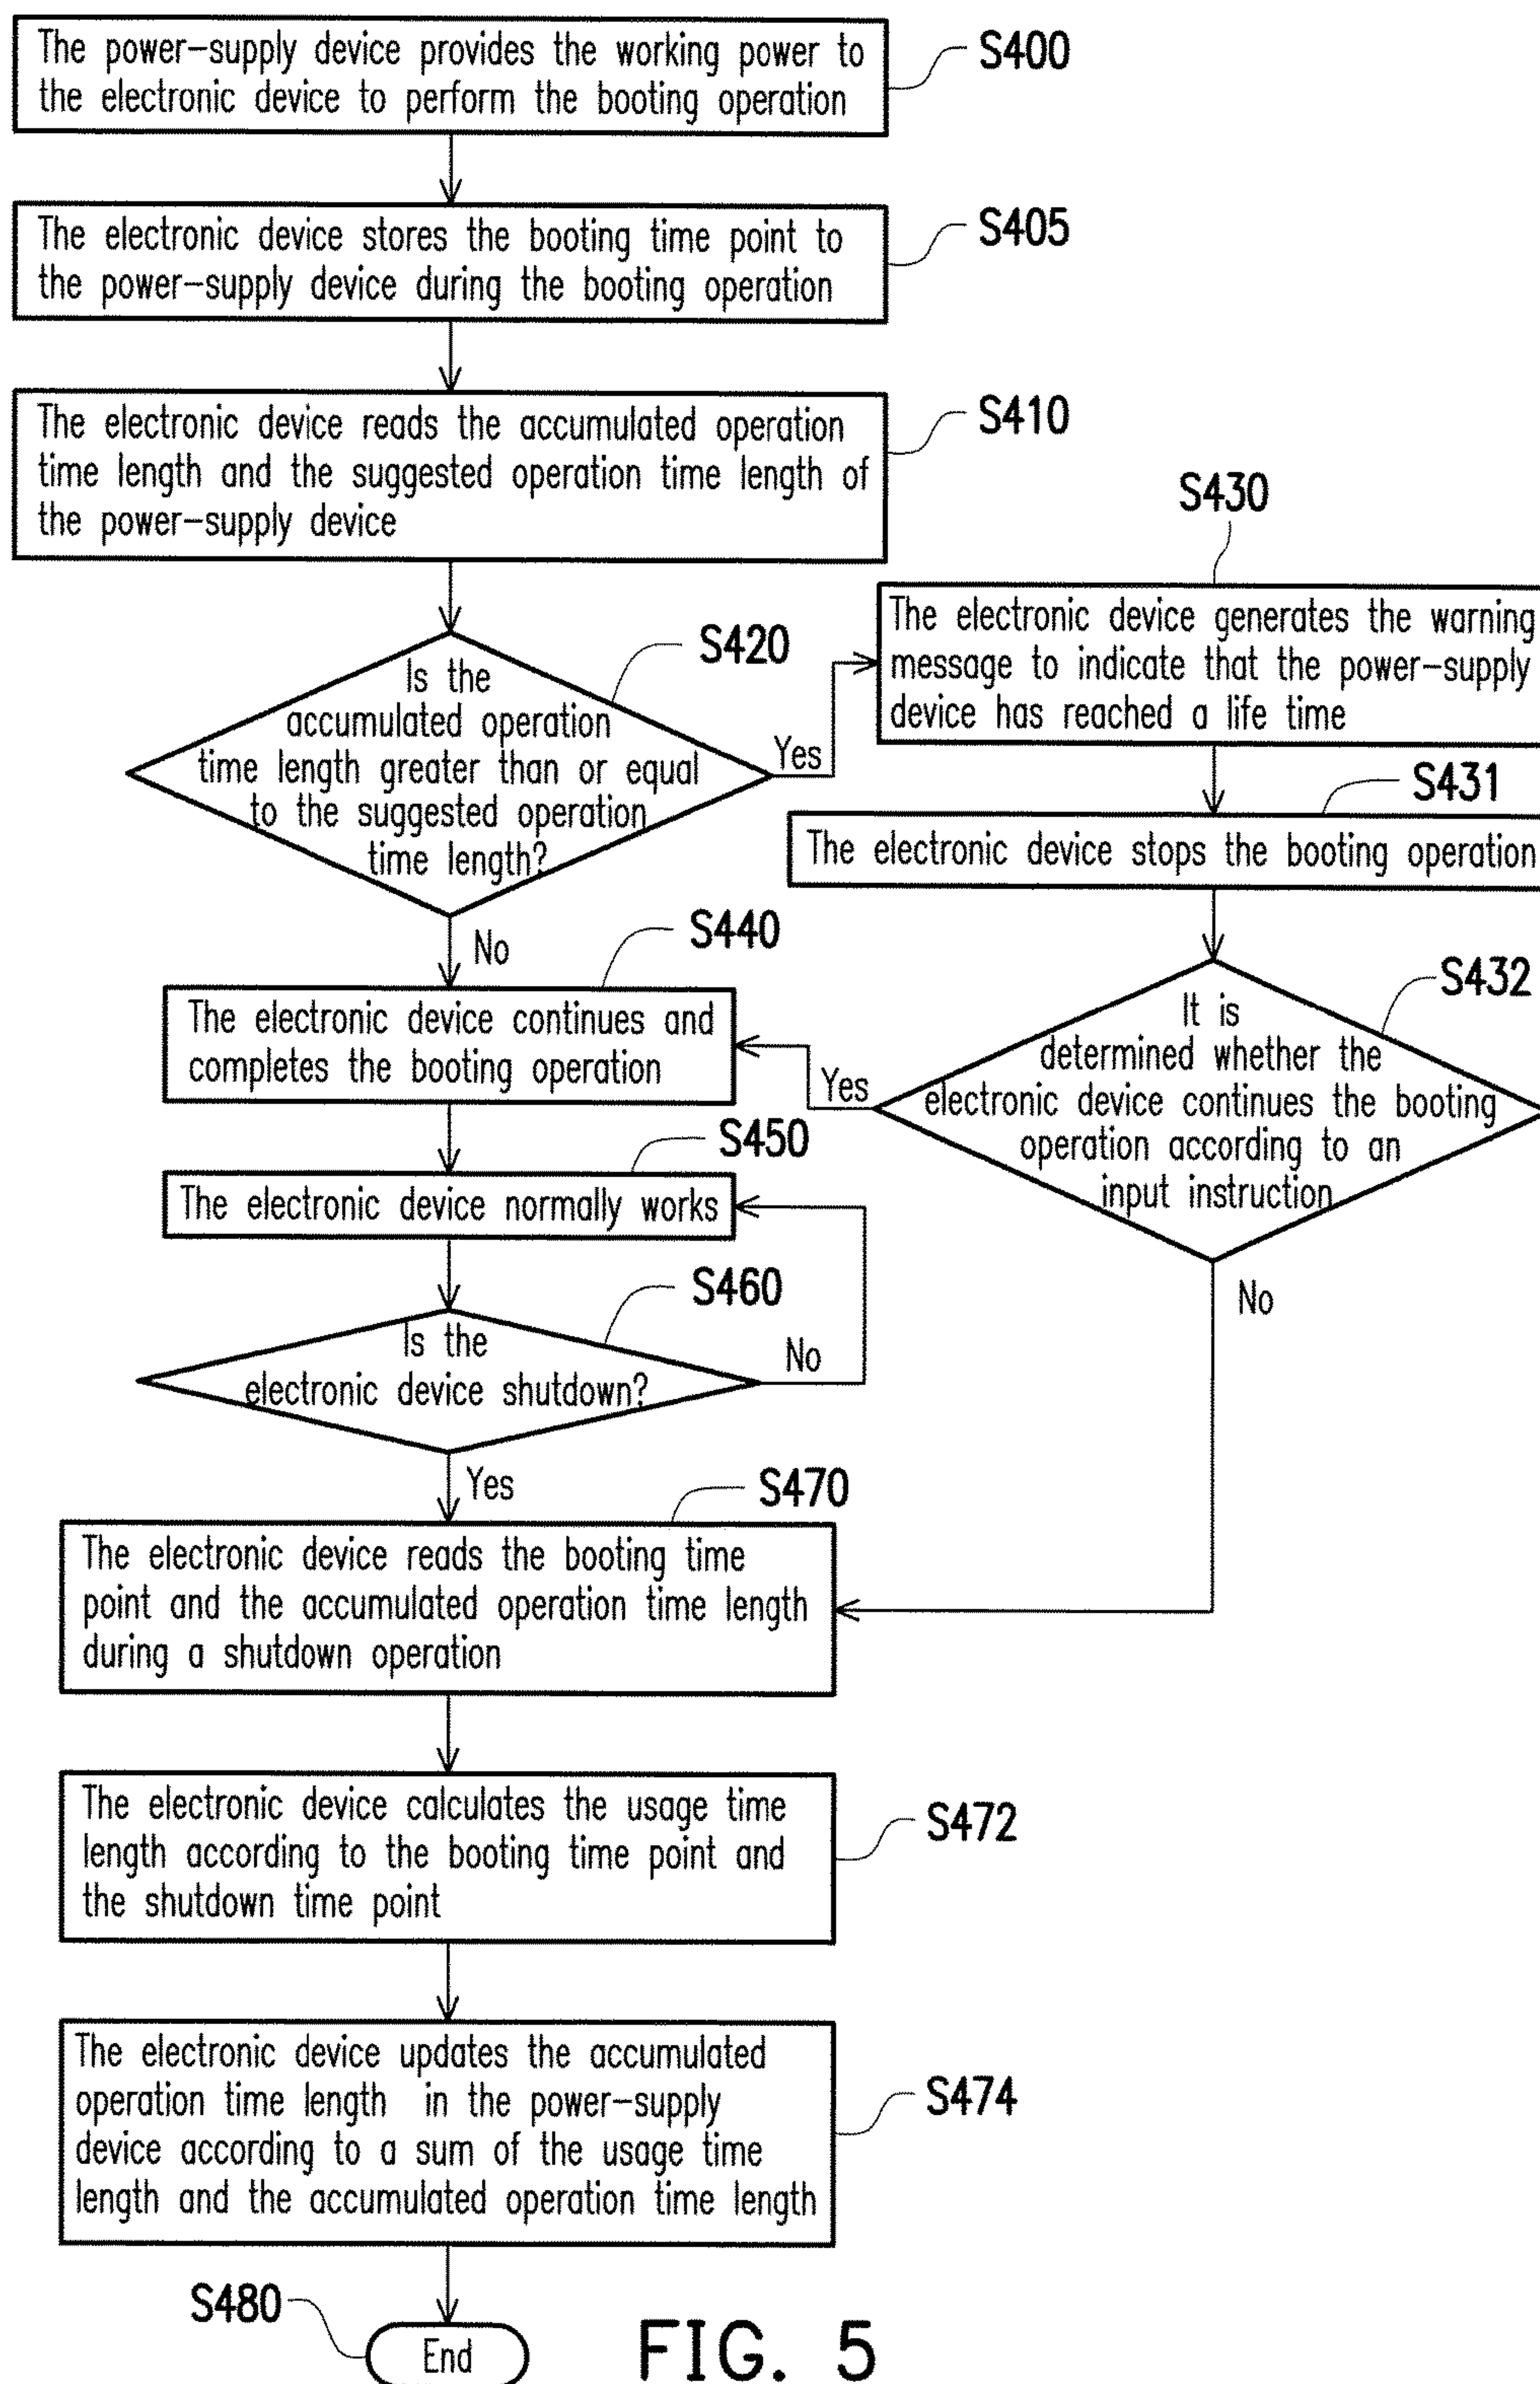 The power-supply device provides the working power to
the electronic device to perform the booting operation
S400
The electronic device stores the booting time point to
the power-supply device during the booting operation
S405
The electronic device reads the accumulated operation
time length and the suggested operation time length of
the power-supply device
S410
Is the
accumulated operation
time length greater than or equal
to the suggested operation
time length?
S420
Yes
No
S430
The electronic device generates the warning
message to indicate that the power-supply
device has reached a life time
S431
The electronic device stops the booting operation
S432
It is
determined whether the
electronic device continues the booting
operation according to an
input instruction
Yes
No
S440
The electronic device continues and
completes the booting operation
S450
The electronic device normally works
S460
Is the
electronic device shutdown?
No
Yes
S470
The electronic device reads the booting time
point and the accumulated operation time length
during a shutdown operation
The electronic device calculates the usage time
length according to the booting time point and
the shutdown time point
S472
The electronic device updates the accumulated
operation time length in the power-supply
device according to a sum of the usage time
length and the accumulated operation time length
S474
S480
End
FIG. 5